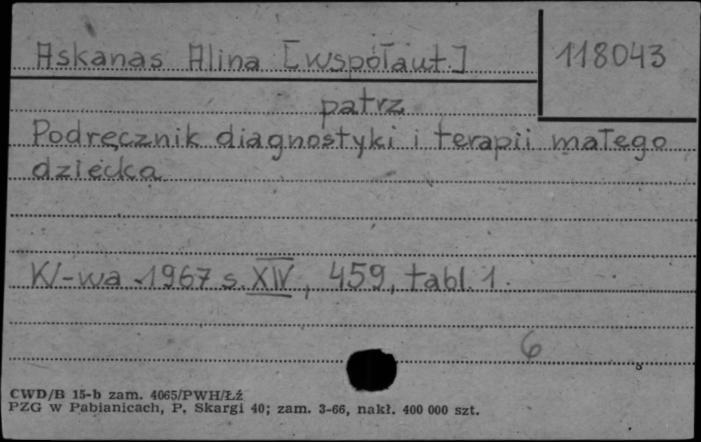 Askanas Alina [współaut.]
118043
patrz
Podręcznik diagnostyki i terapii małego
dziecka
W-wa 1967 s. XIV, 459, tabl. 1.
6
CWD/B 15-b zam. 4065/PWH/Łź
PZG w Pabianicach, P. Skargi 40; zam. 3-66, nakł. 400 000 szt.